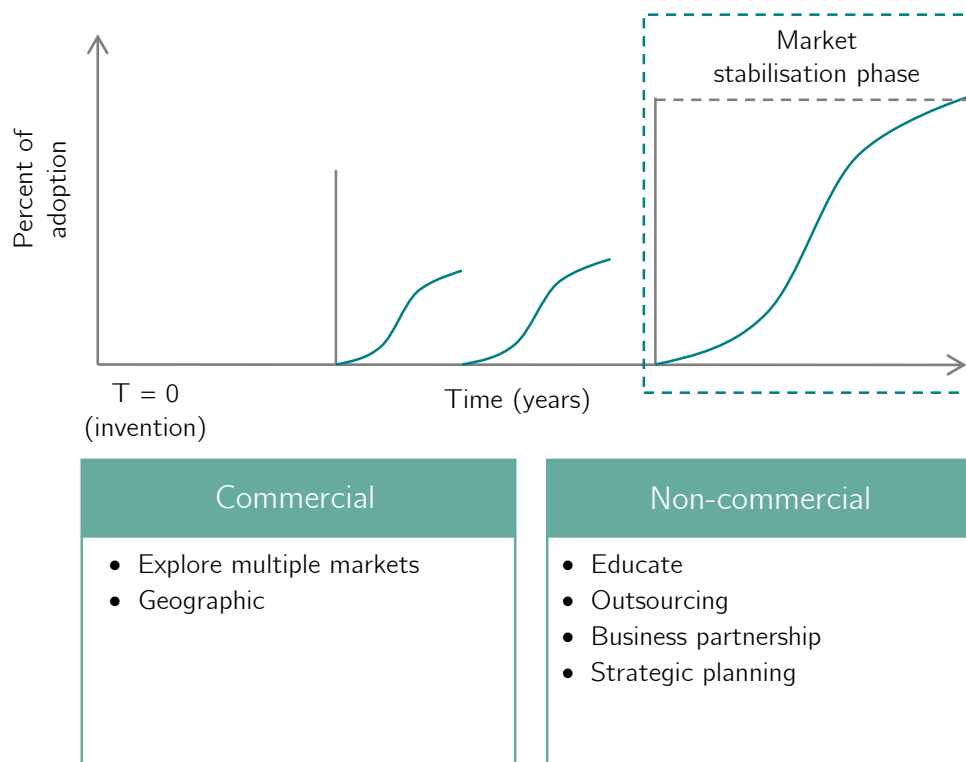 Market
stabilisation phase
Percent of
adoption
T = 0
(invention)
Time (years)
Commercial
• Explore multiple markets
• Geographic
Non-commercial
• Educate
• Outsourcing
• Business partnership
• Strategic planning